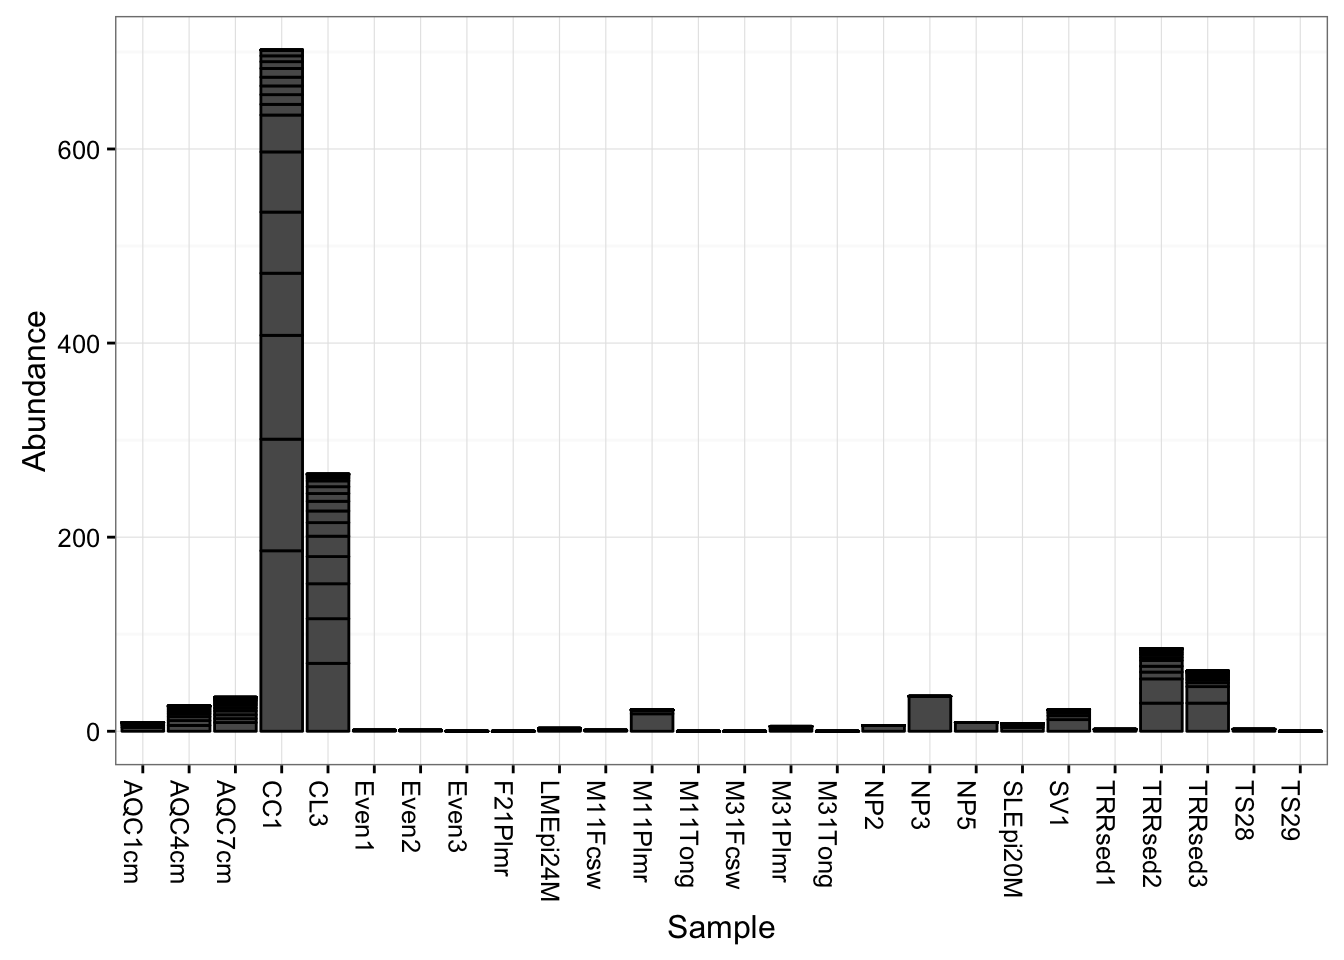 Abundance
600
400
200
0
AQC1cm
AQC4cm
AQC7cm
CC1
CL3
Even1
Even2
Even3
F21Plmr
LMEpi24M
M11Fcsw
M11Plmr
M11Tong
M31Fcsw
M31Plmr
M31Tong
NP2
NP3
NP5
SLEpi20M
SV1
TRRsed1
TRRsed2
TRRsed3
TS28
TS29
Sample